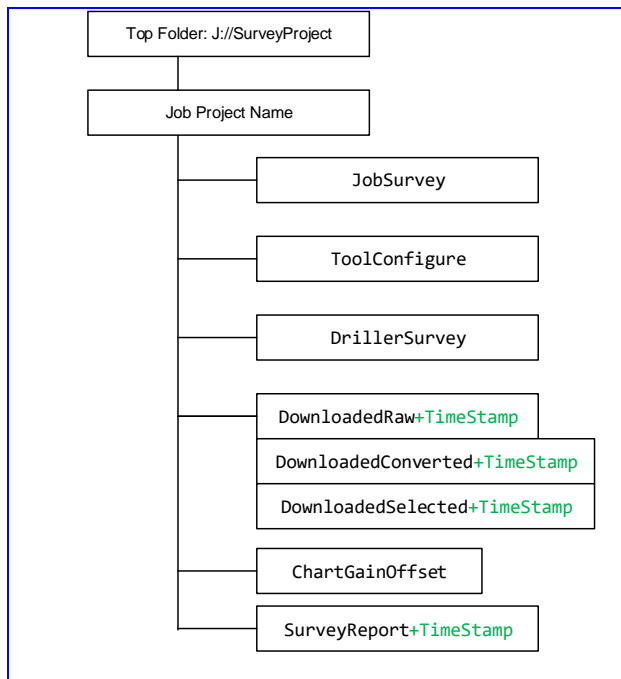 Top Folder: J://SurveyProject
Job Project Name
JobSurvey
ToolConfigure
DrillerSurvey
DownloadedRaw+TimeStamp
DownloadedConverted+TimeStamp
DownloadedSelected+TimeStamp
ChartGainOffset
SurveyReport+TimeStamp